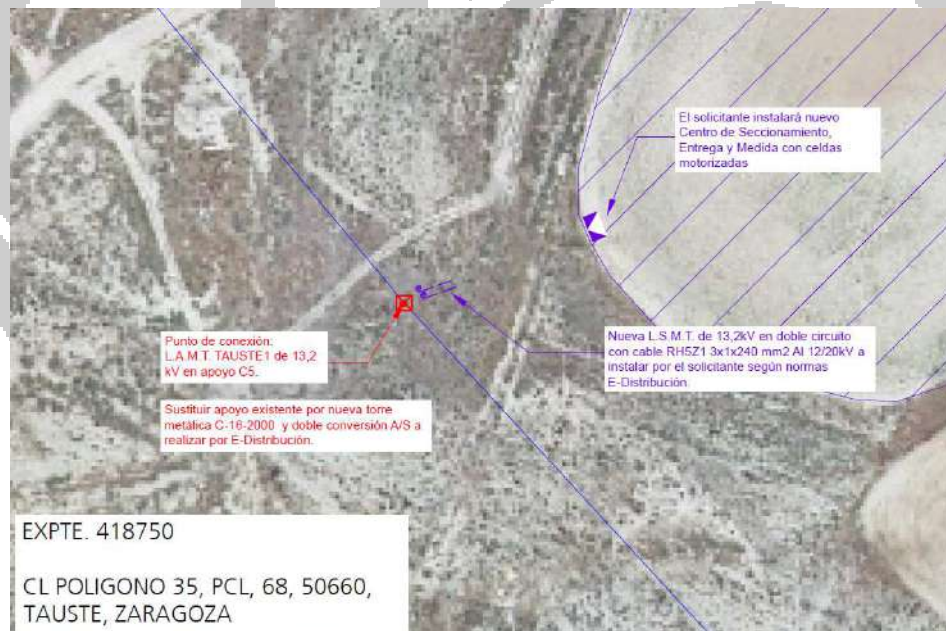 El solicitante instalará nuevo
Centro de Seccionamiento,
Entrega y Medida con celdas
motorizadas
Punto de conexión:
L.A.M.T. TAUSTE1 de 13,2
kV en apoyo C5.
Nueva L.S.M.T. de 13,2kV en doble circuito
con cable RH5Z1 3x1x240 mm2 Al 12/20kV a
instalar por el solicitante según normas
E-Distribución.
Sustituir apoyo existente por nueva torre
metálica C-16-2000 y doble conversión A/S a
realizar por E-Distribución.
EXPTE. 418750
CL POLIGONO 35, PCL, 68, 50660,
TAUSTE, ZARAGOZA